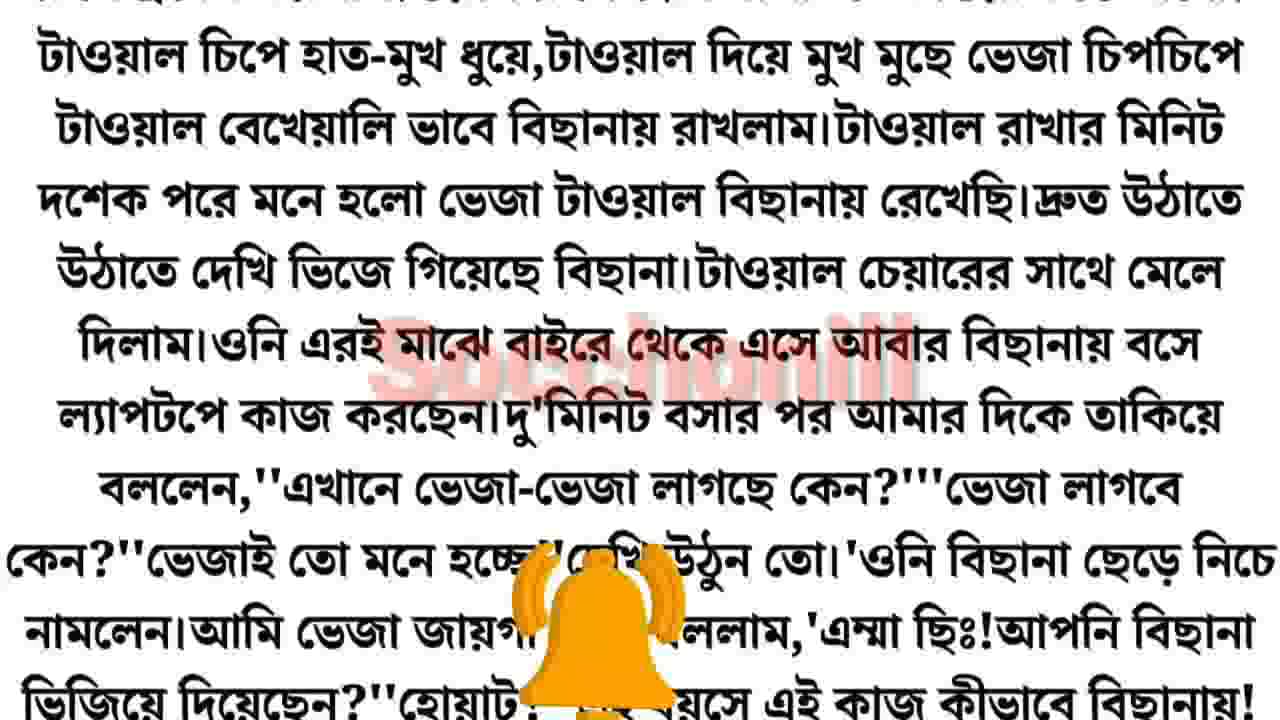 টাওয়াল চিপে হাত-মুখ ধুয়ে,টাওয়াল দিয়ে মুখ মুছে ভেজা চিপচিপে
টাওয়াল বেখেয়ালি ভাবে বিছানায় রাখলাম।টাওয়াল রাখার মিনিট
দশেক পরে মনে হলো ভেজা টাওয়াল বিছানায় রেখেছি।দ্রুত উঠাতে
উঠাতে দেখি ভিজে গিয়েছে বিছানা।টাওয়াল চেয়ারের সাথে মেলে
দিলাম।ওনি এরই মাঝে বাইরে থেকে এসে আবার বিছানায় বসে
Socchonill
ল্যাপটপে কাজ করছেন।দু'মিনিট বসার পর আমার দিকে তাকিয়ে
বললেন,''এখানে ভেজা-ভেজা লাগছে কেন?'''ভেজা লাগবে
কেন?''ভেজাই তো মনে হচ্ছে উঠুন তো।'ওনি বিছানা ছেড়ে নিচে
নামলেন।আমি ভেজা 'এম্মা ছিঃ!আপনি বিছানা
ভিজিয়ে দিয়েছেন?''হোয়াট এই কাজ কীভাবে বিছানায়!